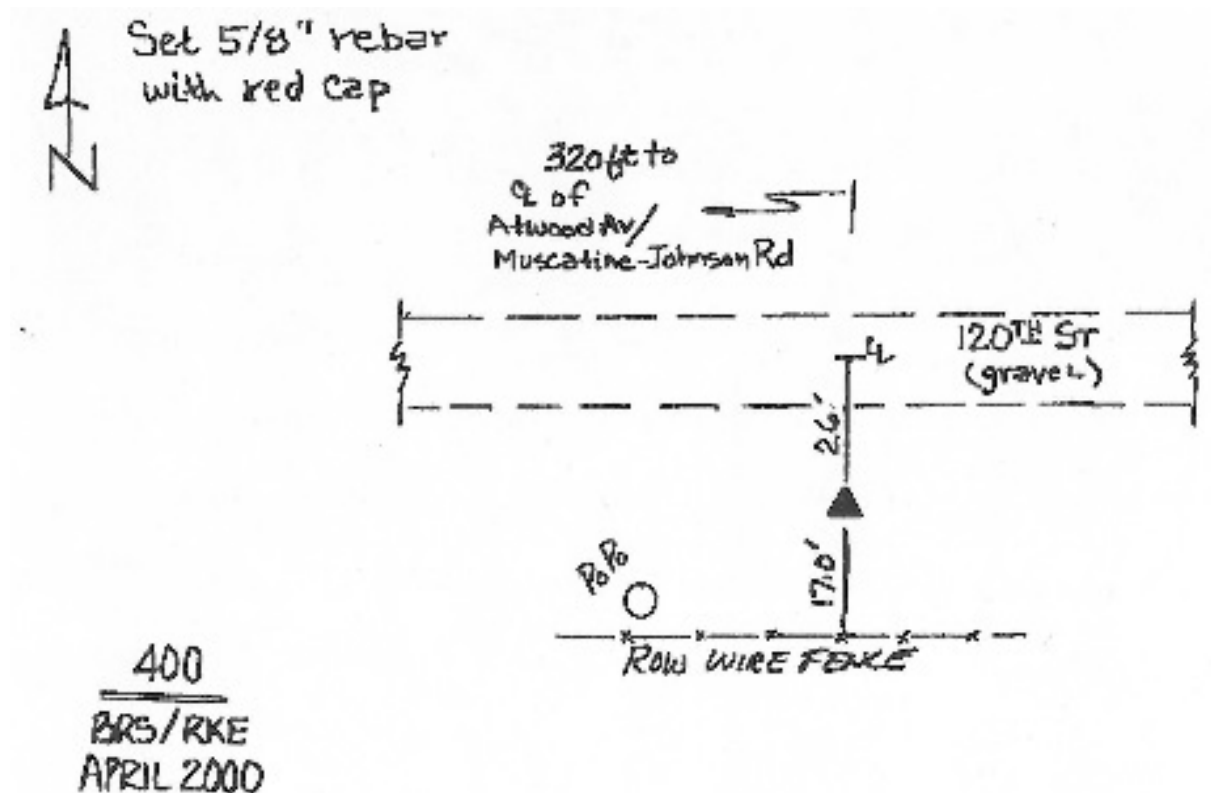 Set 5/8" rebar
with red cap
N
320ft to
℄ of
Atwood Av/
Muscatine-Johnson Rd
120TH ST
(gravel)
℄
26'
17.0'
PoPo
ROW WIRE FENCE
400
BRS/RKE
APRIL 2000